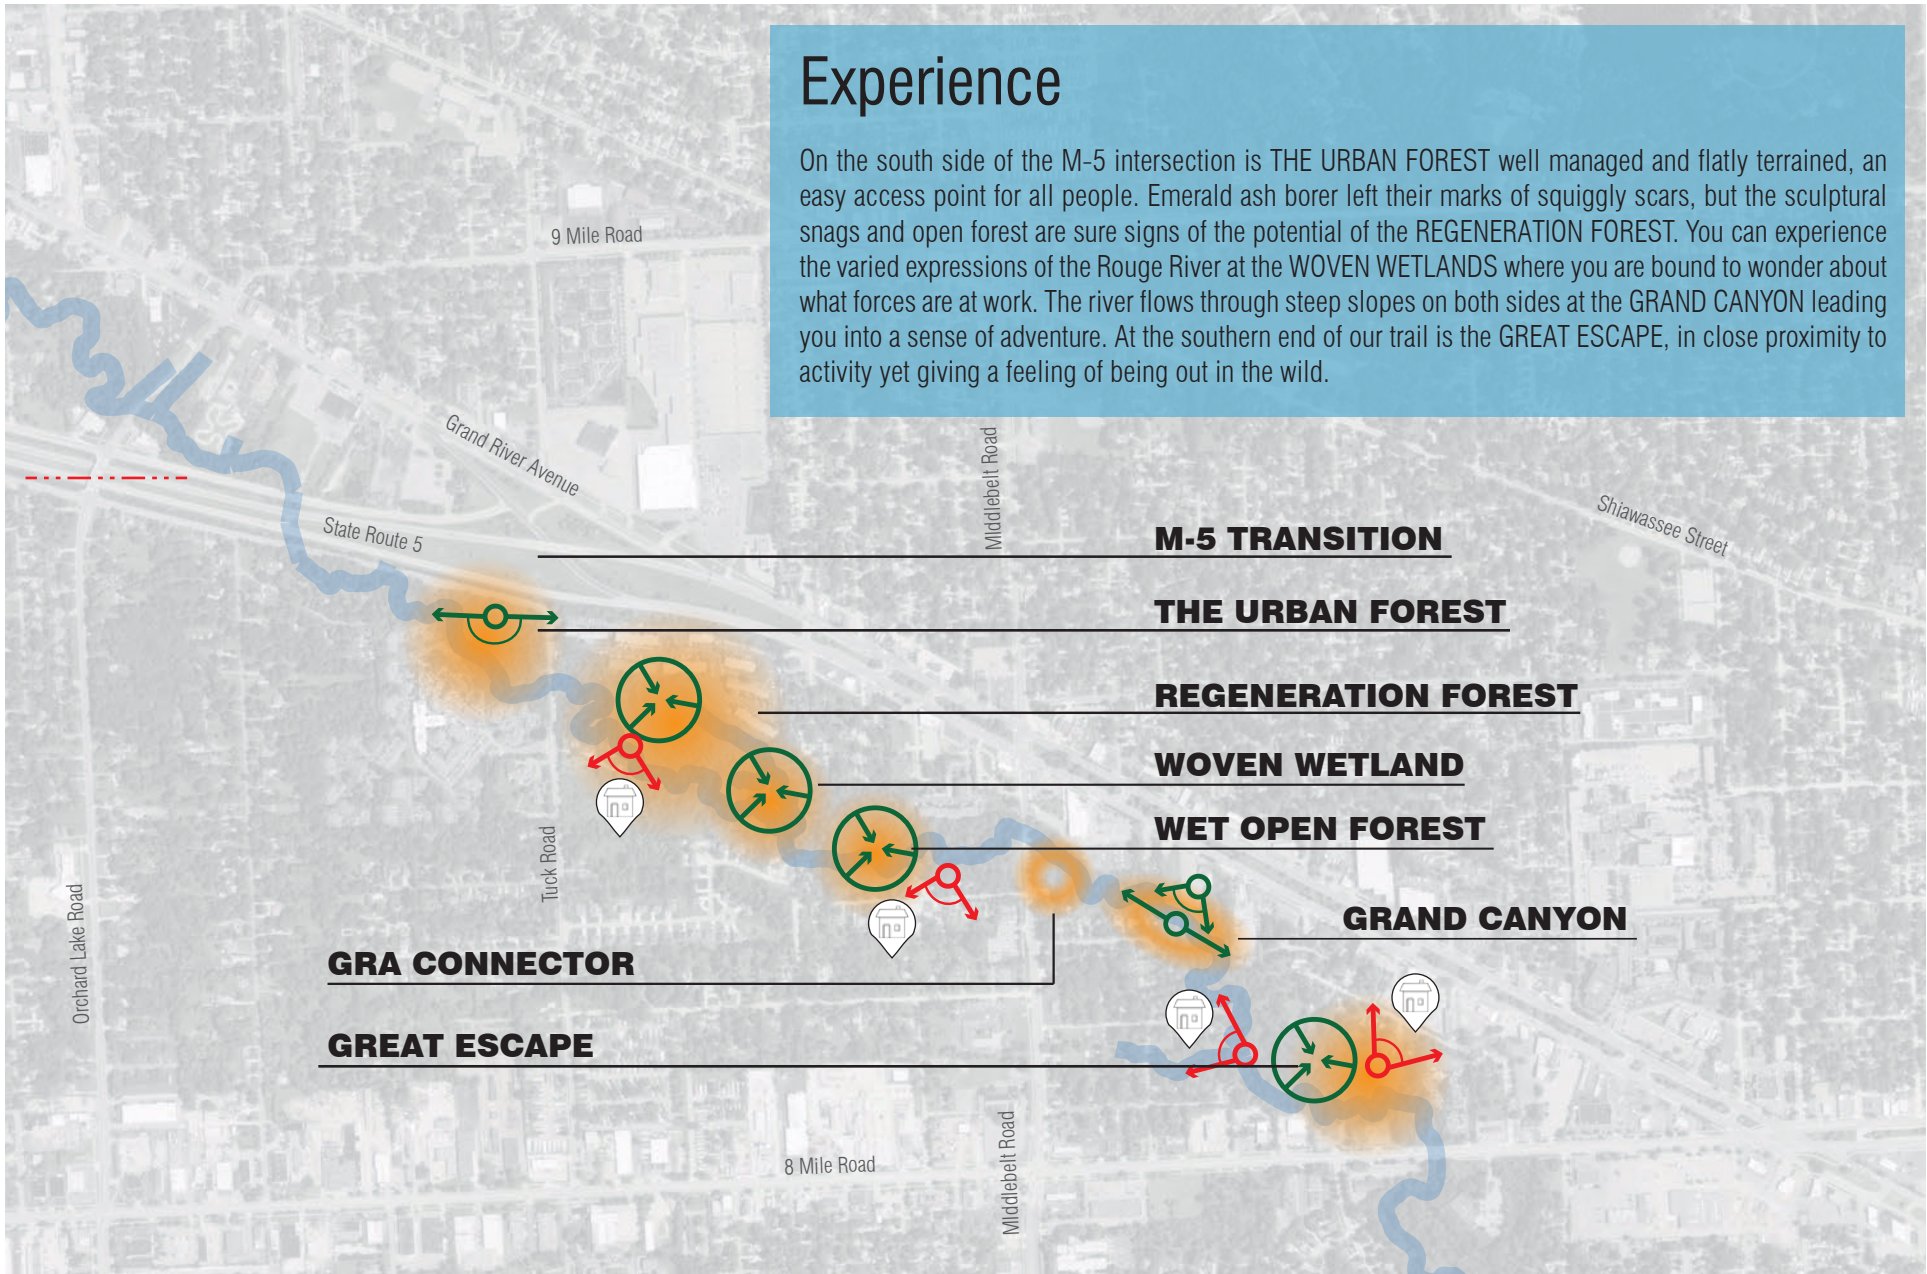 Experience
On the south side of the M-5 intersection is THE URBAN FOREST well managed and flatly terrained, an
easy access point for all people. Emerald ash borer left their marks of squiggly scars, but the sculptural
snags and open forest are sure signs of the potential of the REGENERATION FOREST. You can experience
the varied expressions of the Rouge River at the WOVEN WETLANDS where you are bound to wonder about
what forces are at work. The river flows through steep slopes on both sides at the GRAND CANYON leading
you into a sense of adventure. At the southern end of our trail is the GREAT ESCAPE, in close proximity to
activity yet giving a feeling of being out in the wild.
9 Mile Road
Grand River Avenue
MIddlebelt Road
Shiawassee Street
State Route 5
M-5 TRANSITION
THE URBAN FOREST
REGENERATION FOREST
WOVEN WETLAND
WET OPEN FOREST
Tuck Road
Orchard Lake Road
GRAND CANYON
GRA CONNECTOR
GREAT ESCAPE
MIddlebelt Road
8 Mile Road